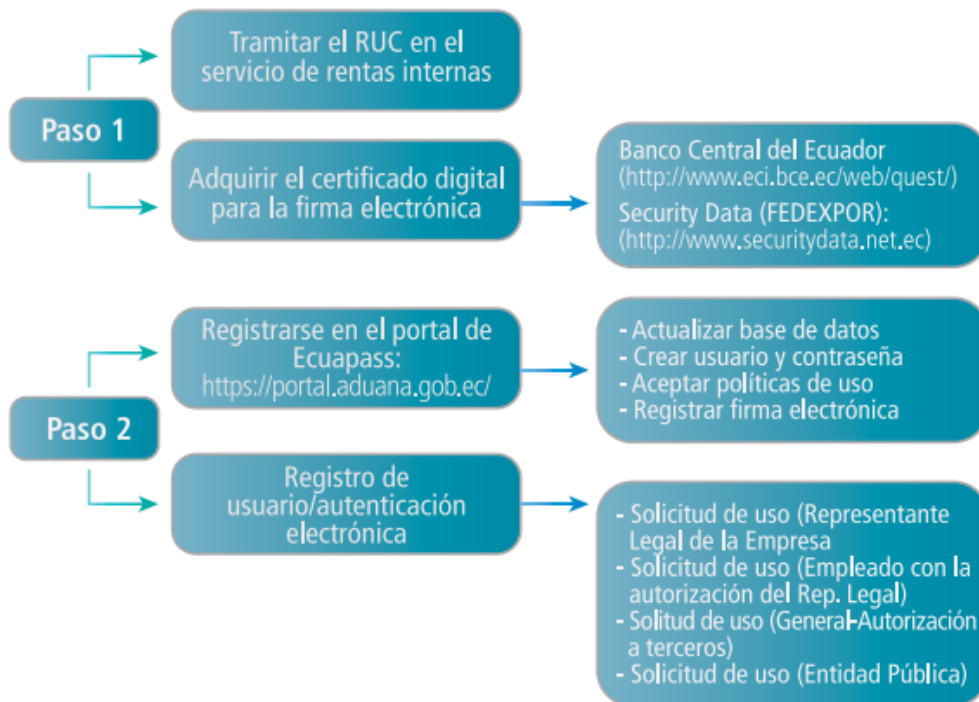 Paso 1
Tramitar el RUC en el
servicio de rentas internas
Adquirir el certificado digital
para la firma electrónica
Banco Central del Ecuador
(http://www.eci.bce.ec/web/quest/)
Security Data (FEDEXPOR):
(http://www.securitydata.net.ec)
Paso 2
Registrarse en el portal de
Ecuapass:
https://portal.aduana.gob.ec/
- Actualizar base de datos
- Crear usuario y contraseña
- Aceptar políticas de uso
- Registrar firma electrónica
Registro de
usuario/autenticación
electrónica
- Solicitud de uso (Representante
Legal de la Empresa
- Solicitud de uso (Empleado con la
autorización del Rep. Legal)
- Solitud de uso (General-Autorización
a terceros)
- Solicitud de uso (Entidad Pública)